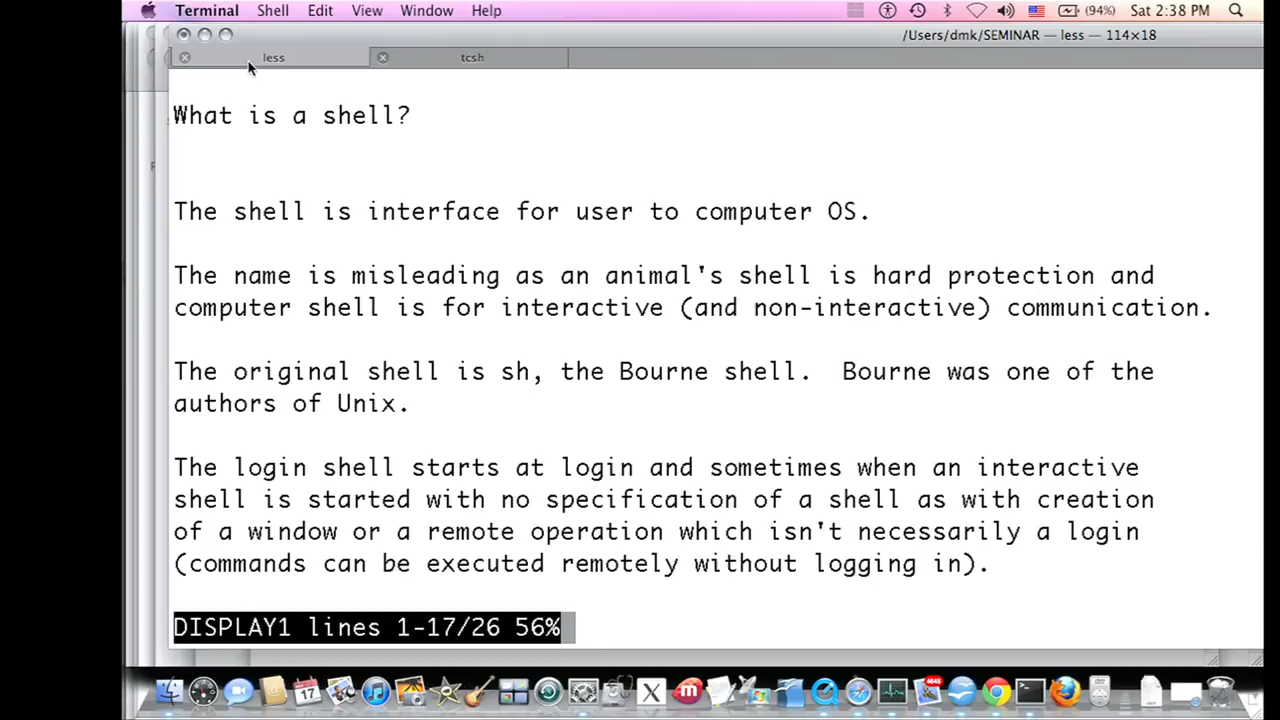 Terminal Shell Edit View Window Help (94%) Sat 2:38 PM
/Users/dmk/SEMINAR — less — 114×18
less tcsh
What is a shell?
The shell is interface for user to computer OS.
The name is misleading as an animal's shell is hard protection and
computer shell is for interactive (and non-interactive) communication.
The original shell is sh, the Bourne shell.  Bourne was one of the
authors of Unix.
The login shell starts at login and sometimes when an interactive
shell is started with no specification of a shell as with creation
of a window or a remote operation which isn't necessarily a login
(commands can be executed remotely without logging in).
DISPLAY1 lines 1-17/26 56%
17
X
m